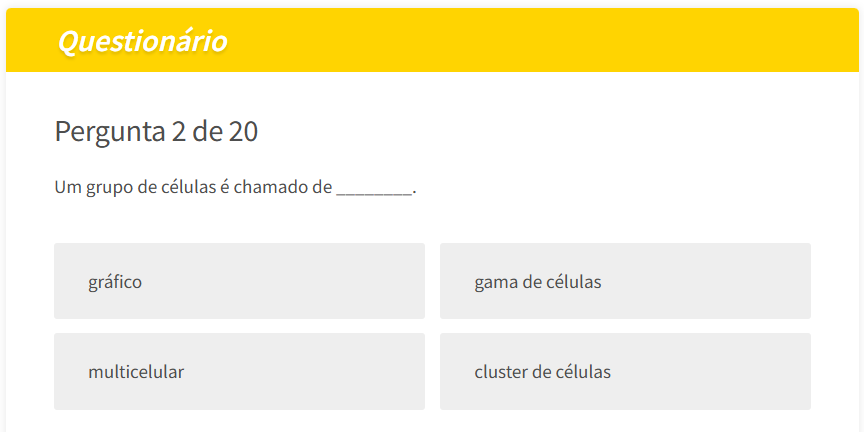 Questionário
Pergunta 2 de 20
Um grupo de células é chamado de ________.
gráfico
gama de células
multicelular
cluster de células